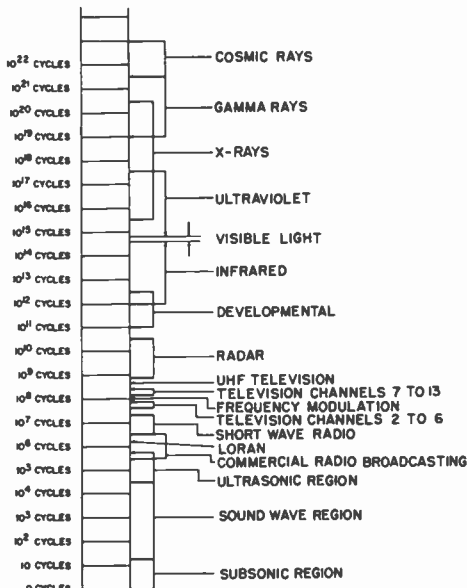 10²² CYCLES
10²¹ CYCLES
10²⁰ CYCLES
10¹⁹ CYCLES
10¹⁸ CYCLES
10¹⁷ CYCLES
10¹⁶ CYCLES
10¹⁵ CYCLES
10¹⁴ CYCLES
10¹³ CYCLES
10¹² CYCLES
10¹¹ CYCLES
10¹⁰ CYCLES
10⁹ CYCLES
10⁸ CYCLES
10⁷ CYCLES
10⁶ CYCLES
10⁵ CYCLES
10⁴ CYCLES
10³ CYCLES
10² CYCLES
10 CYCLES
0 CYCLES
COSMIC RAYS
GAMMA RAYS
X-RAYS
ULTRAVIOLET
VISIBLE LIGHT
INFRARED
DEVELOPMENTAL
RADAR
UHF TELEVISION
TELEVISION CHANNELS 7 TO 13
FREQUENCY MODULATION
TELEVISION CHANNELS 2 TO 6
SHORT WAVE RADIO
LORAN
COMMERCIAL RADIO BROADCASTING
ULTRASONIC REGION
SOUND WAVE REGION
SUBSONIC REGION